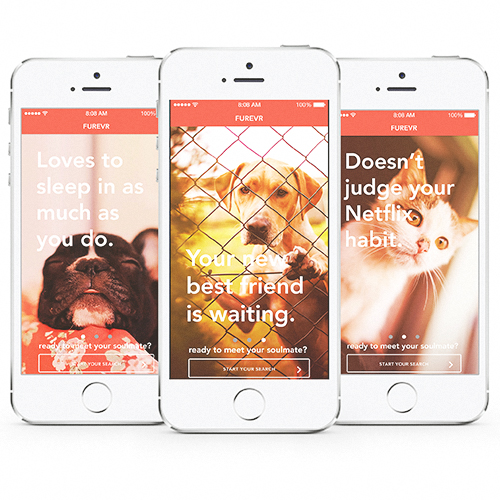 8:08 AM 100%
FUREVR
Loves to
sleep in as
much as
you do.
ready to meet your soulmate?
START YOUR SEARCH
8:08 AM 100%
FUREVR
Your new
best friend
is waiting.
ready to meet your soulmate?
START YOUR SEARCH
8:08 AM 100%
FUREVR
Doesn't
judge your
Netflix
habit.
ready to meet your soulmate?
START YOUR SEARCH